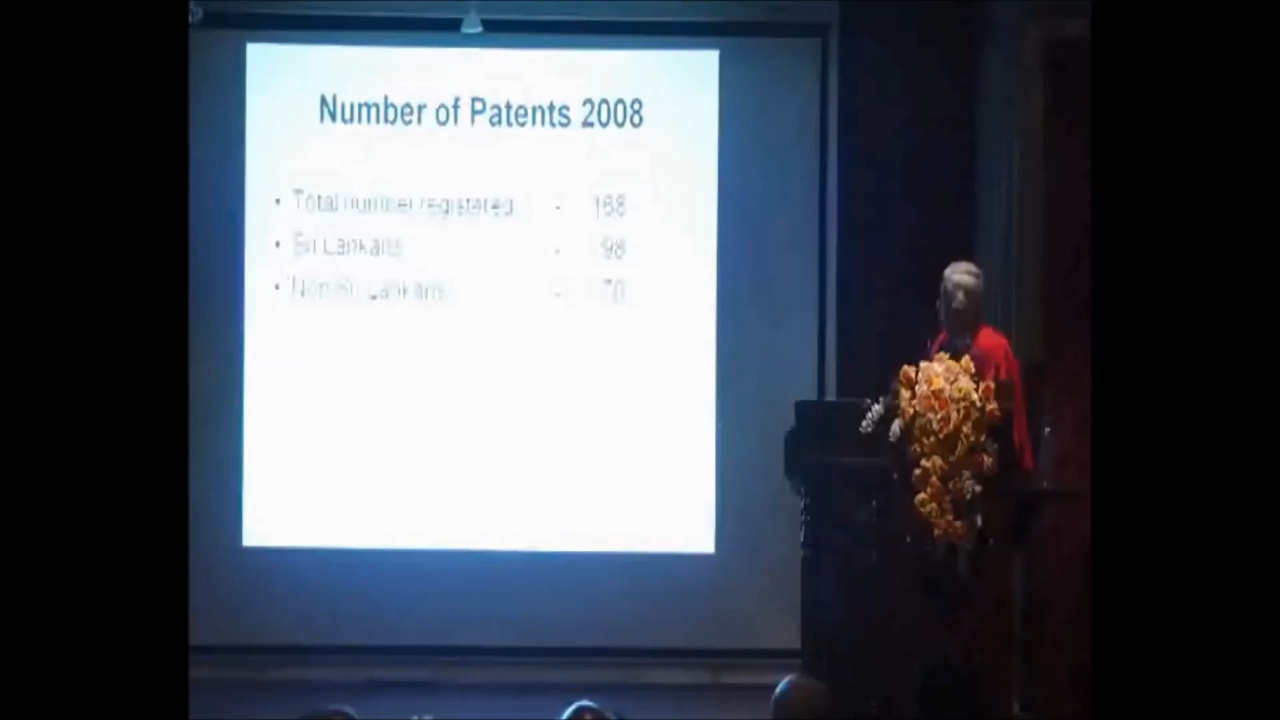 Number of Patents 2008
• Total number registered - 168
• Sri Lankans - 98
• Non Sri Lankans - 70